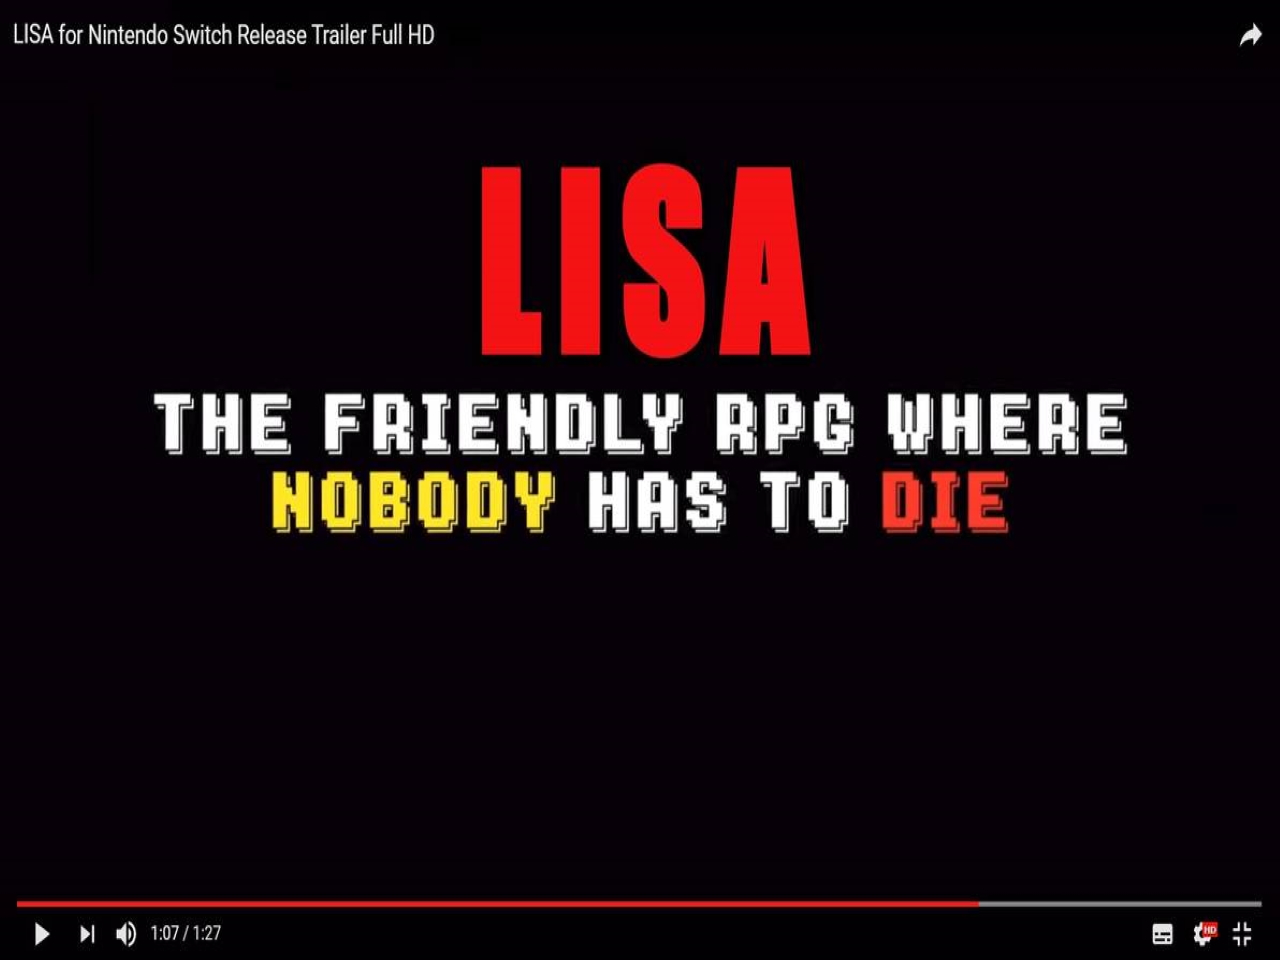 LISA for Nintendo Switch Release Trailer Full HD
LISA
THE FRIENDLY RPG WHERE
NOBODY HAS TO DIE
1:07 / 1:27
HD